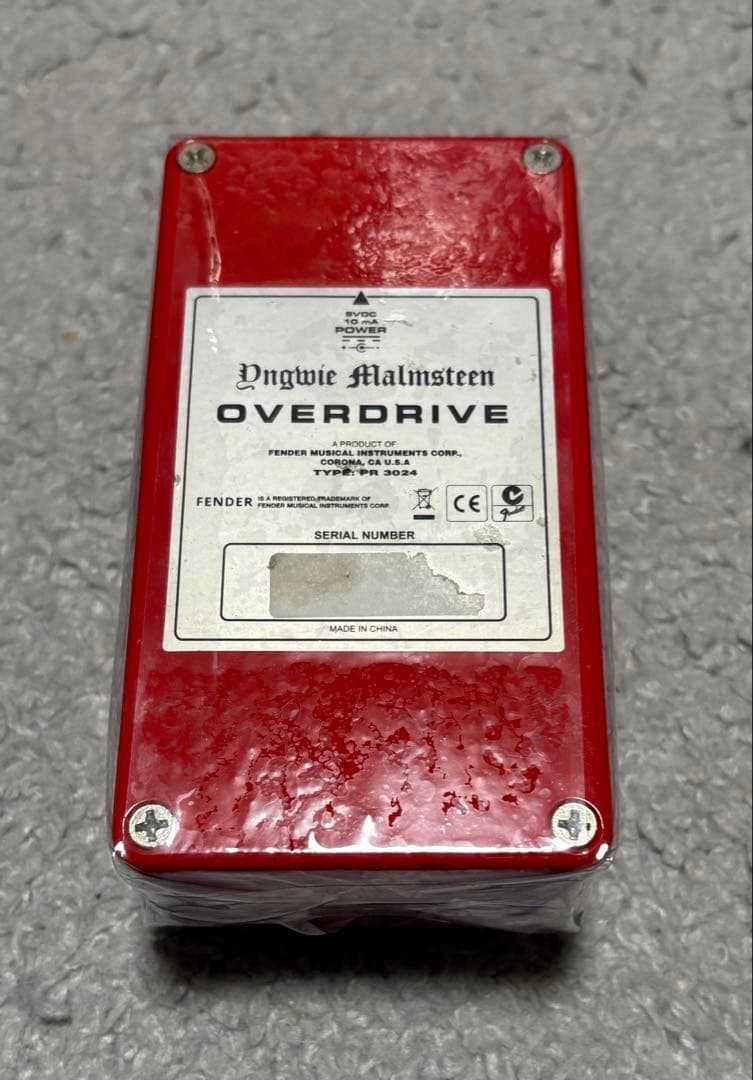 9VDC
10 mA
POWER
Yngwie Malmsteen
OVERDRIVE
A PRODUCT OF
FENDER MUSICAL INSTRUMENTS CORP.,
CORONA, CA U.S.A
TYPE: PR 3024
FENDER IS A REGISTERED TRADEMARK OF
FENDER MUSICAL INSTRUMENTS CORP.
CE
Fender
SERIAL NUMBER
MADE IN CHINA